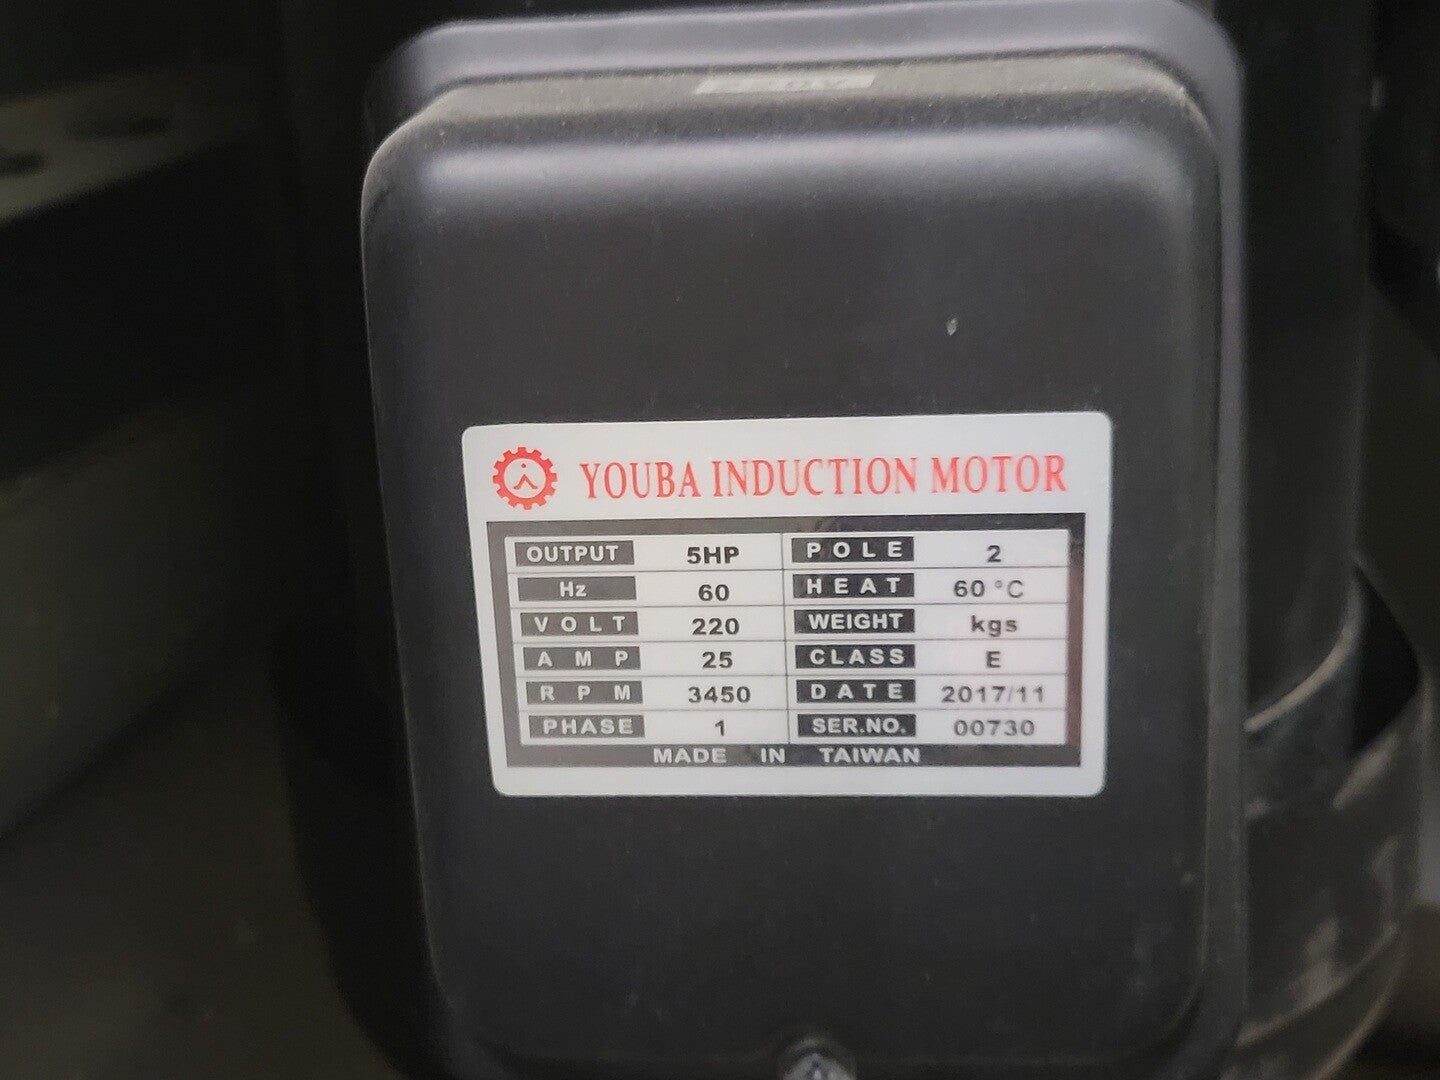 YOUBA INDUCTION MOTOR
OUTPUT 5HP POLE 2
Hz 60 HEAT 60 °C
VOLT 220 WEIGHT kgs
AMP 25 CLASS E
RPM 3450 DATE 2017/11
PHASE 1 SER.NO. 00730
MADE IN TAIWAN